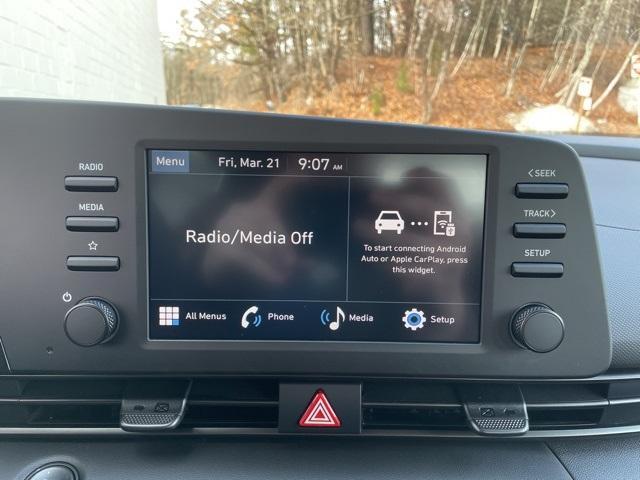 RADIO
MEDIA
Menu Fri, Mar. 21 9:07 AM
Radio/Media Off
To start connecting Android
Auto or Apple CarPlay, press
this widget.
All Menus Phone Media Setup
<SEEK
TRACK>
SETUP